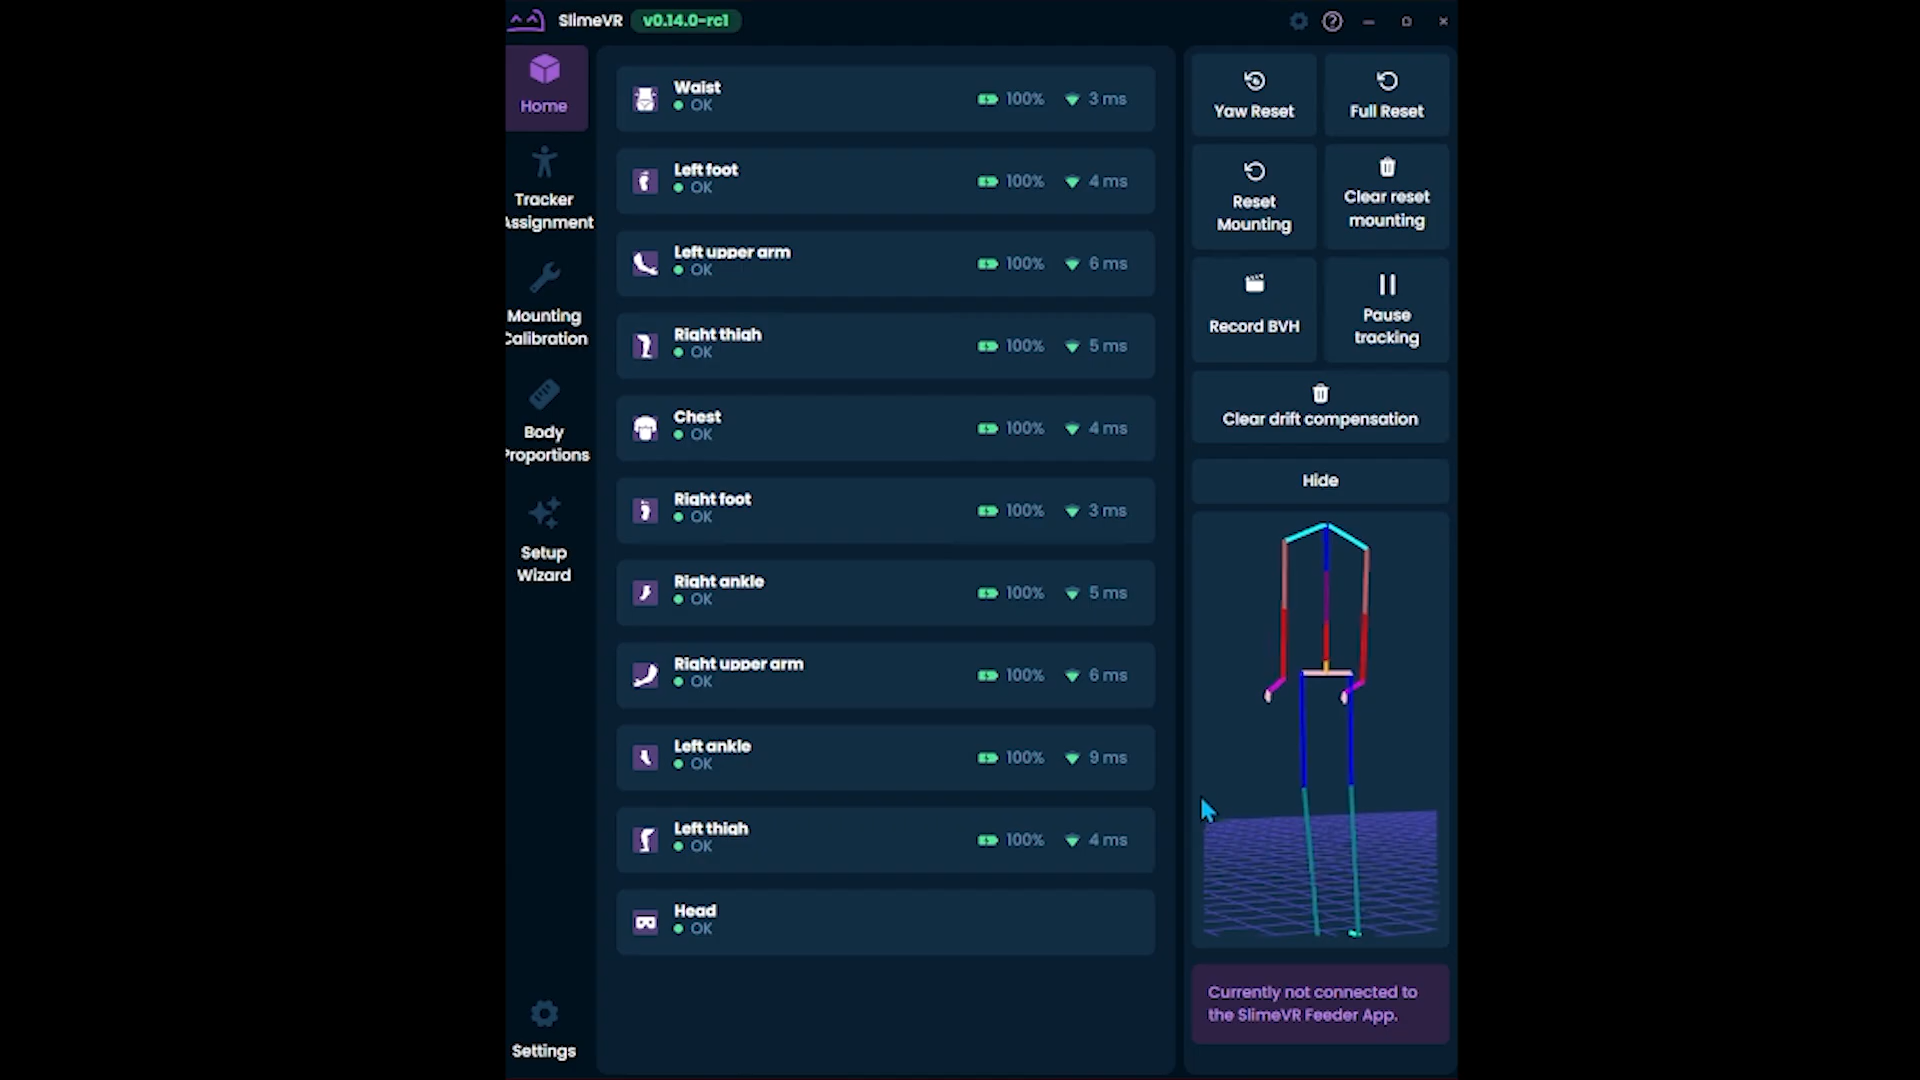 SlimeVR v0.14.0-rc1
Home
Tracker
Assignment
Mounting
Calibration
Body
Proportions
Setup
Wizard
Settings
Waist
OK
100% 3 ms
Left foot
OK
100% 4 ms
Left upper arm
OK
100% 6 ms
Right thigh
OK
100% 5 ms
Chest
OK
100% 4 ms
Right foot
OK
100% 3 ms
Right ankle
OK
100% 5 ms
Right upper arm
OK
100% 6 ms
Left ankle
OK
100% 9 ms
Left thigh
OK
100% 4 ms
Head
OK
Yaw Reset
Full Reset
Reset
Mounting
Clear reset
mounting
Record BVH
Pause
tracking
Clear drift compensation
Hide
Currently not connected to
the SlimeVR Feeder App.